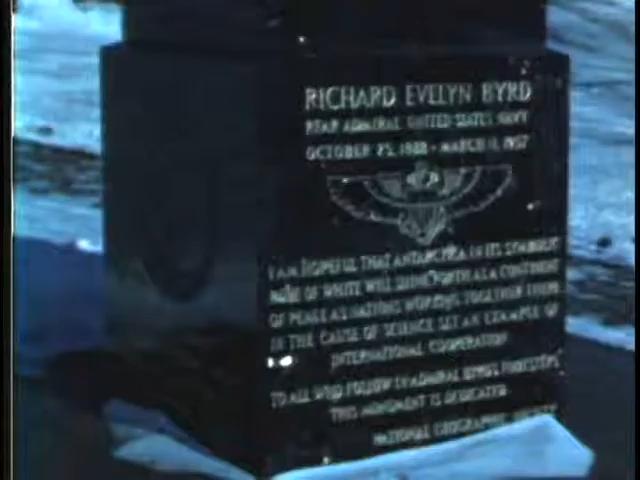 RICHARD EVELYN BYRD
REAR ADMIRAL UNITED STATES NAVY
OCTOBER 25, 1888 - MARCH 11, 1957
I AM HOPEFUL THAT ANTARCTICA IN ITS SYMBOLIC
ROBE OF WHITE WILL SHINE FORTH AS A CONTINENT
OF PEACE AS NATIONS WORKING TOGETHER THERE
IN THE CAUSE OF SCIENCE SET AN EXAMPLE OF
INTERNATIONAL COOPERATION
TO ALL WHO FOLLOW IN ADMIRAL BYRD'S FOOTSTEPS
THIS MONUMENT IS DEDICATED
NATIONAL GEOGRAPHIC SOCIETY